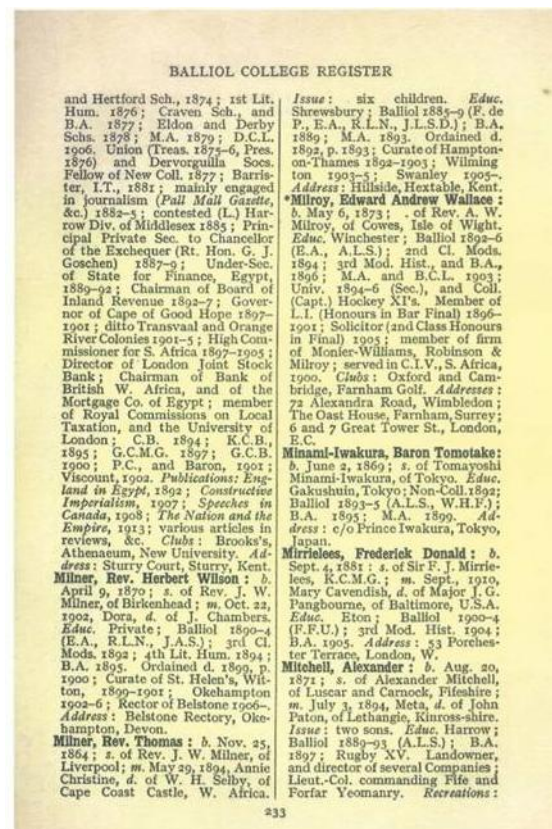 BALLIOL COLLEGE REGISTER
and Hertford Sch., 1874 ; 1st Lit.
Hum. 1876 ; Craven Sch., and
B.A. 1877 ; Eldon and Derby
Schs. 1878 ; M.A. 1879 ; D.C.L.
1906. Union (Treas. 1875-6, Pres.
1876) and Dervorguilla Socs.
Fellow of New Coll. 1877 ; Barris-
ter, I.T., 1881 ; mainly engaged
in journalism (Pall Mall Gazette,
&c.) 1882-5 ; contested (L.) Har-
row Div. of Middlesex 1885 ; Prin-
cipal Private Sec. to Chancellor
of the Exchequer (Rt. Hon. G. J.
Goschen) 1887-9 ; Under-Sec.
of State for Finance, Egypt,
1889-92 ; Chairman of Board of
Inland Revenue 1892-7 ; Gover-
nor of Cape of Good Hope 1897-
1901 ; ditto Transvaal and Orange
River Colonies 1901-5 ; High Com-
missioner for S. Africa 1897-1905 ;
Director of London Joint Stock
Bank ; Chairman of Bank of
British W. Africa, and of the
Mortgage Co. of Egypt ; member
of Royal Commissions on Local
Taxation, and the University of
London ; C.B. 1894 ; K.C.B.,
1895 ; G.C.M.G. 1897 ; G.C.B.
1900 ; P.C., and Baron, 1901 ;
Viscount, 1902. Publications: Eng-
land in Egypt, 1892 ; Constructive
Imperialism, 1907 ; Speeches in
Canada, 1908 ; The Nation and the
Empire, 1913 ; various articles in
reviews, &c. Clubs : Brooks's,
Athenaeum, New University. Ad-
dress : Sturry Court, Sturry, Kent.
Milner, Rev. Herbert Wilson : b.
April 9, 1870 ; s. of Rev. J. W.
Milner, of Birkenhead ; m. Oct. 22,
1902, Dora, d. of J. Chambers.
Educ. Private ; Balliol 1890-4
(E.A., R.L.N., J.A.S.) ; 3rd Cl.
Mods. 1892 ; 4th Lit. Hum. 1894 ;
B.A. 1895. Ordained d. 1899, p.
1900 ; Curate of St. Helen's, Wit-
ton, 1899-1901 ; Okehampton
1902-6 ; Rector of Belstone 1906-.
Address : Belstone Rectory, Oke-
hampton, Devon.
Milner, Rev. Thomas : b. Nov. 25,
1864 ; s. of Rev. J. W. Milner, of
Liverpool ; m. May 29, 1894, Annie
Christine, d. of W. H. Selby, of
Cape Coast Castle, W. Africa.
Issue : six children. Educ.
Shrewsbury ; Balliol 1885-9 (F. de
P., E.A., R.L.N., J.L.S.D.) ; B.A.
1889 ; M.A. 1893. Ordained d.
1892, p. 1893 ; Curate of Hampton-
on-Thames 1892-1903 ; Wilming
ton 1903-5 ; Swanley 1905-.
Address : Hillside, Hextable, Kent.
*Milroy, Edward Andrew Wallace :
b. May 6, 1873 ; . of Rev. A. W.
Milroy, of Cowes, Isle of Wight.
Educ. Winchester ; Balliol 1892-6
(E.A., A.L.S.) ; 2nd Cl. Mods.
1894 ; 3rd Mod. Hist., and B.A.,
1896 ; M.A. and B.C.L. 1903 ;
Univ. 1894-6 (Sec.), and Coll.
(Capt.) Hockey XI's. Member of
L.I. (Honours in Bar Final) 1896-
1901 ; Solicitor (2nd Class Honours
in Final) 1905 ; member of firm
of Monier-Williams, Robinson &
Milroy ; served in C.I.V., S. Africa,
1900. Clubs : Oxford and Cam-
bridge, Farnham Golf. Addresses :
72 Alexandra Road, Wimbledon ;
The Oast House, Farnham, Surrey ;
6 and 7 Great Tower St., London,
E.C.
Minami-Iwakura, Baron Tomotake :
b. June 2, 1869 ; s. of Tomayoshi
Minami-Iwakura, of Tokyo. Educ.
Gakushuin, Tokyo ; Non-Coll. 1892 ;
Balliol 1893-5 (A.L.S., W.H.F.) ;
B.A. 1895 ; M.A. 1899. Ad-
dress : c/o Prince Iwakura, Tokyo,
Japan.
Mirrielees, Frederick Donald : b.
Sept. 4, 1881 : s. of Sir F. J. Mirrie-
lees, K.C.M.G. ; m. Sept., 1910,
Mary Cavendish, d. of Major J. G.
Pangbourne, of Baltimore, U.S.A.
Educ. Eton ; Balliol 1900-4
(F.F.U.) ; 3rd Mod. Hist. 1904 ;
B.A. 1905. Address : 53 Porches-
ter Terrace, London, W.
Mitchell, Alexander : b. Aug. 20,
1871 ; s. of Alexander Mitchell,
of Luscar and Carnock, Fifeshire ;
m. July 3, 1894, Meta, d. of John
Paton, of Lethangie, Kinross-shire.
Issue : two sons. Educ. Harrow ;
Balliol 1889-93 (A.L.S.) ; B.A.
1897 ; Rugby XV. Landowner,
and director of several Companies ;
Lieut.-Col. commanding Fife and
Forfar Yeomanry. Recreations :
233